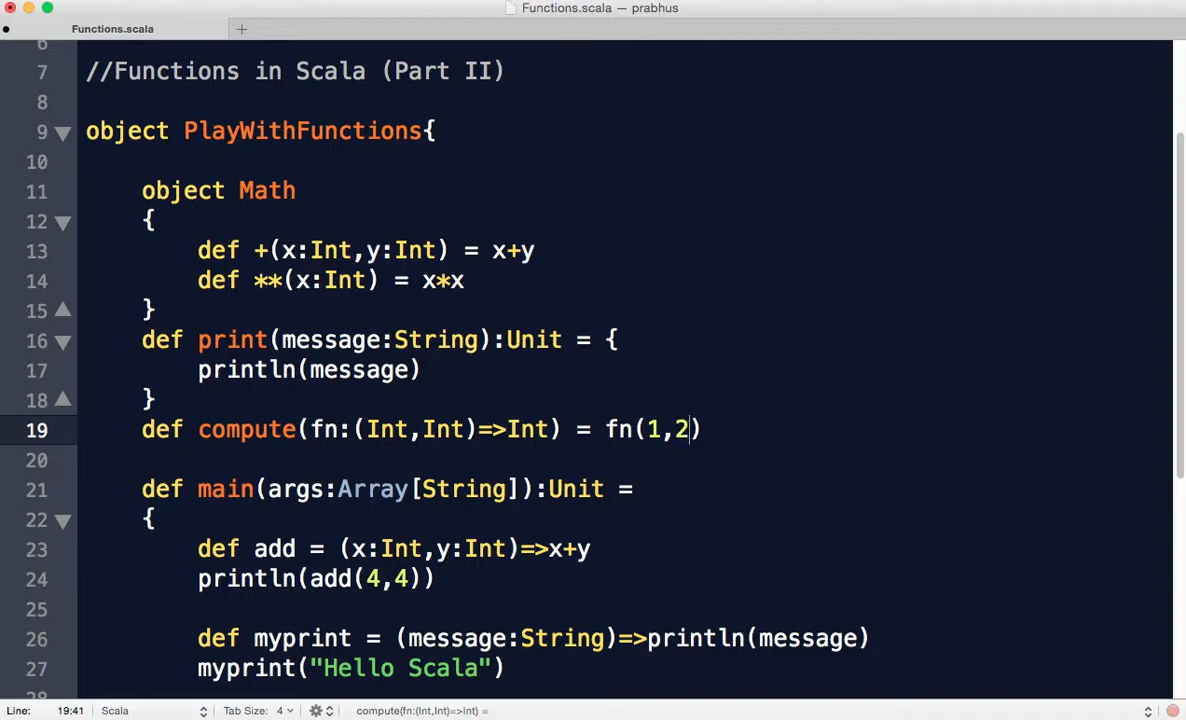 Functions.scala — prabhus
Functions.scala
6
7 //Functions in Scala (Part II)
8
9 object PlayWithFunctions{
10
11 object Math
12 {
13 def +(x:Int,y:Int) = x+y
14 def **(x:Int) = x*x
15 }
16 def print(message:String):Unit = {
17 println(message)
18 }
19 def compute(fn:(Int,Int)=>Int) = fn(1,2)
20
21 def main(args:Array[String]):Unit =
22 {
23 def add = (x:Int,y:Int)=>x+y
24 println(add(4,4))
25
26 def myprint = (message:String)=>println(message)
27 myprint("Hello Scala")
28
Line: 19:41 Scala Tab Size: 4 compute(fn:(Int,Int)=>Int) =